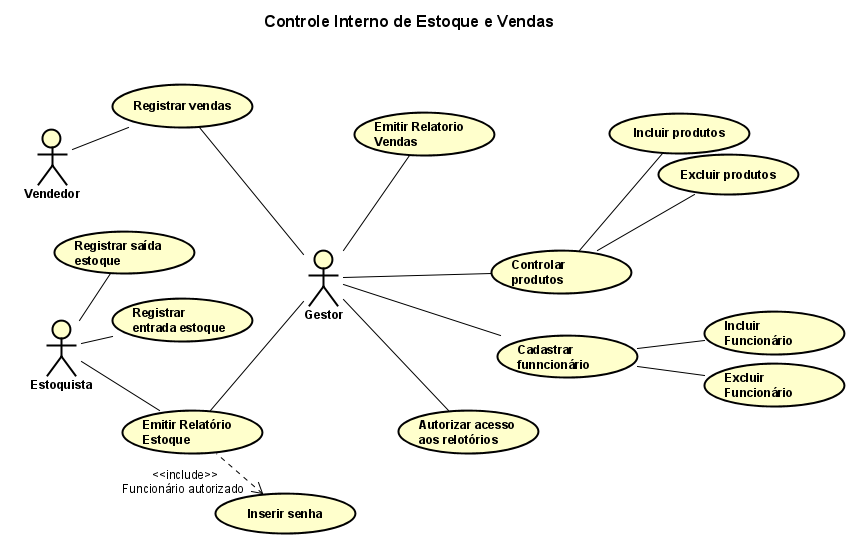 Controle Interno de Estoque e Vendas
Registrar vendas
Emitir Relatorio
Vendas
Incluir produtos
Excluir produtos
Vendedor
Registrar saída
estoque
Controlar
produtos
Registrar
entrada estoque
Gestor
Incluir
Funcionário
Cadastrar
funncionário
Estoquista
Excluir
Funcionário
Emitir Relatório
Estoque
Autorizar acesso
aos relotórios
<<include>>
Funcionário autorizado
Inserir senha